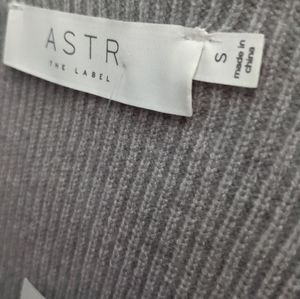 ASTR
THE LABEL
S
made in
china